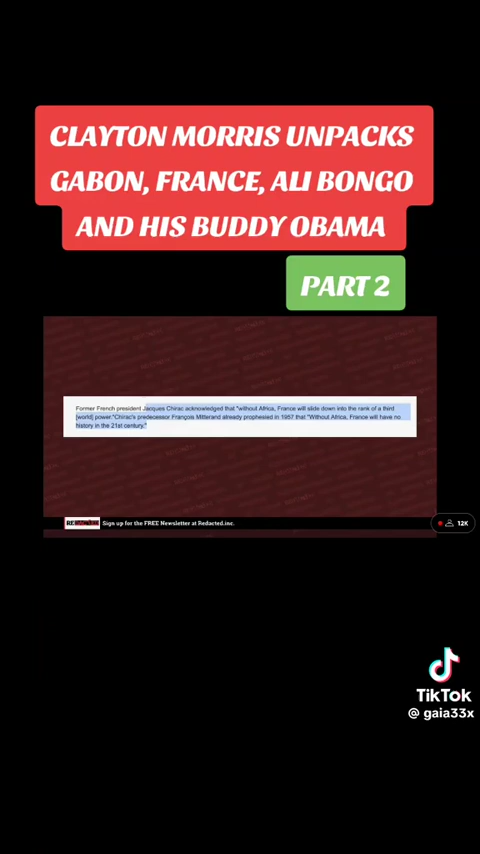 CLAYTON MORRIS UNPACKS
GABON, FRANCE, ALI BONGO
AND HIS BUDDY OBAMA
PART 2
Former French president Jacques Chirac acknowledged that "without Africa, France will slide down into the rank of a third
[world] power."Chirac's predecessor François Mitterand already prophesied in 1957 that "Without Africa, France will have no
history in the 21st century."
REDACTED Sign up for the FREE Newsletter at Redacted.inc.
12K
TikTok
@ gaia33x